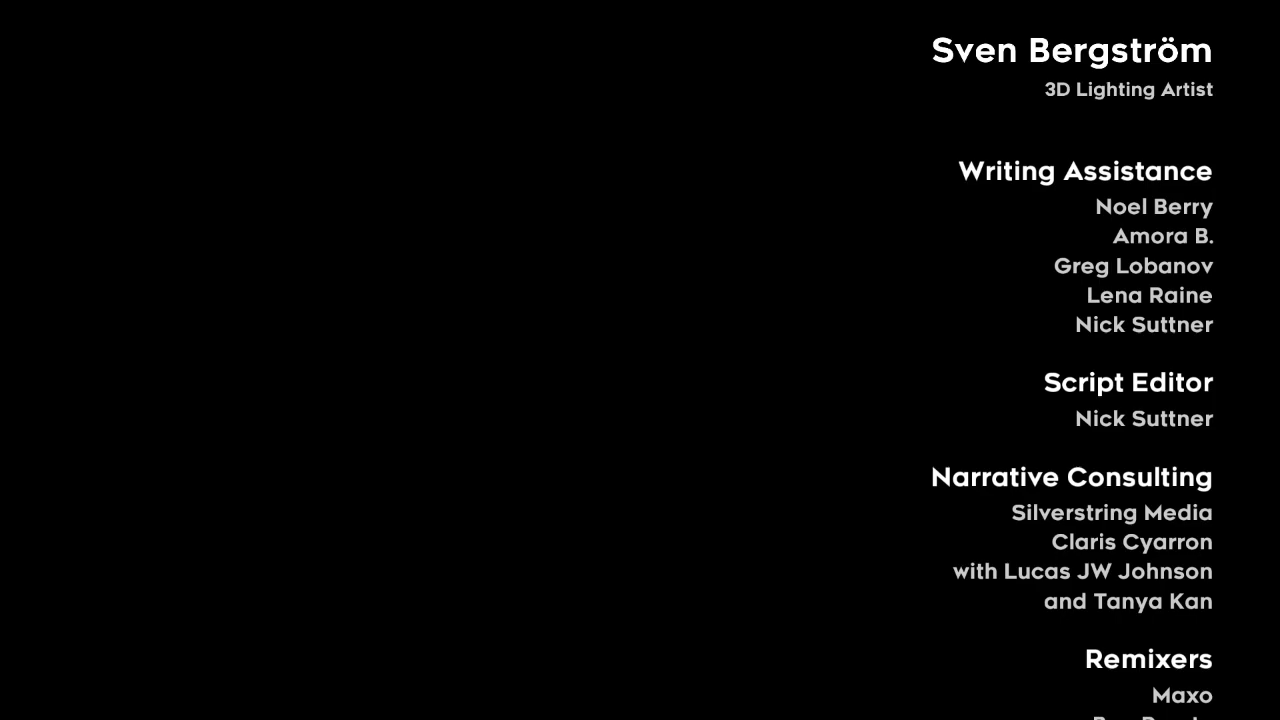 Sven Bergström
3D Lighting Artist
Writing Assistance
Noel Berry
Amora B.
Greg Lobanov
Lena Raine
Nick Suttner
Script Editor
Nick Suttner
Narrative Consulting
Silverstring Media
Claris Cyarron
with Lucas JW Johnson
and Tanya Kan
Remixers
Maxo